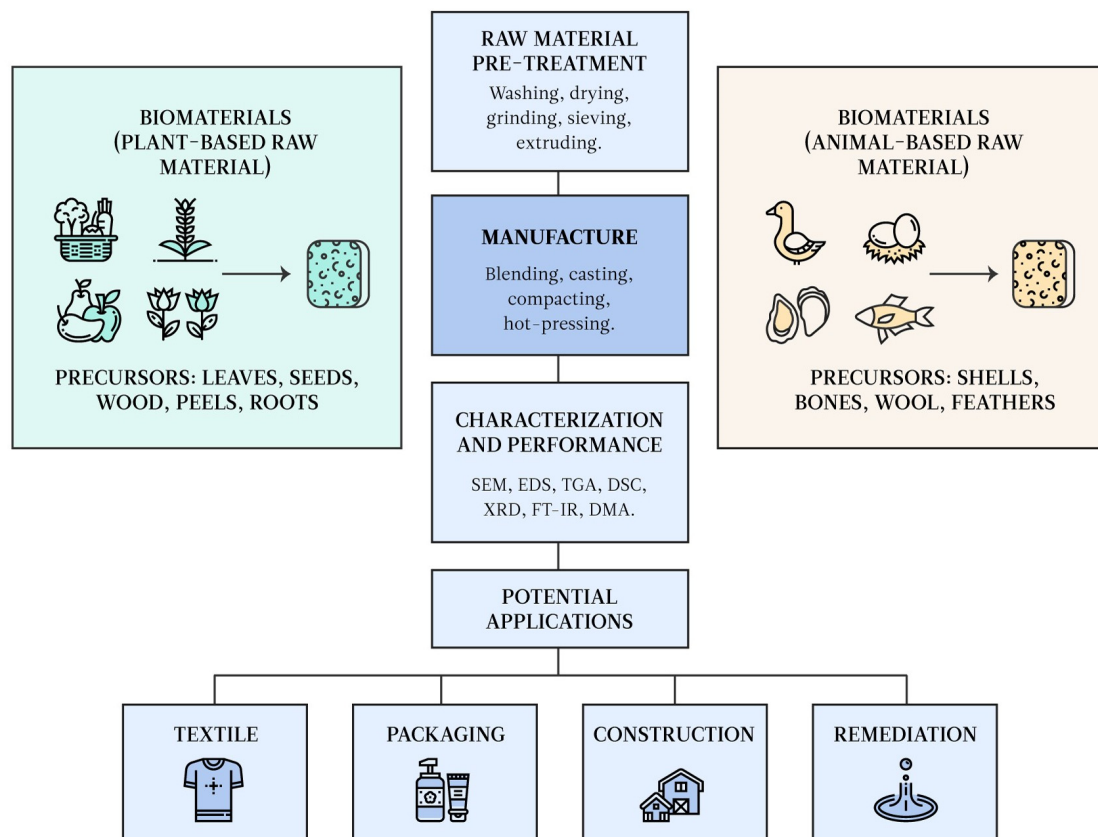 RAW MATERIAL
PRE-TREATMENT
Washing, drying,
grinding, sieving,
extruding.
BIOMATERIALS
(PLANT-BASED RAW
MATERIAL)
PRECURSORS: LEAVES, SEEDS,
WOOD, PEELS, ROOTS
MANUFACTURE
Blending, casting,
compacting,
hot-pressing.
BIOMATERIALS
(ANIMAL-BASED RAW
MATERIAL)
PRECURSORS: SHELLS,
BONES, WOOL, FEATHERS
CHARACTERIZATION
AND PERFORMANCE
SEM, EDS, TGA, DSC,
XRD, FT-IR, DMA.
POTENTIAL
APPLICATIONS
TEXTILE
PACKAGING
CONSTRUCTION
REMEDIATION